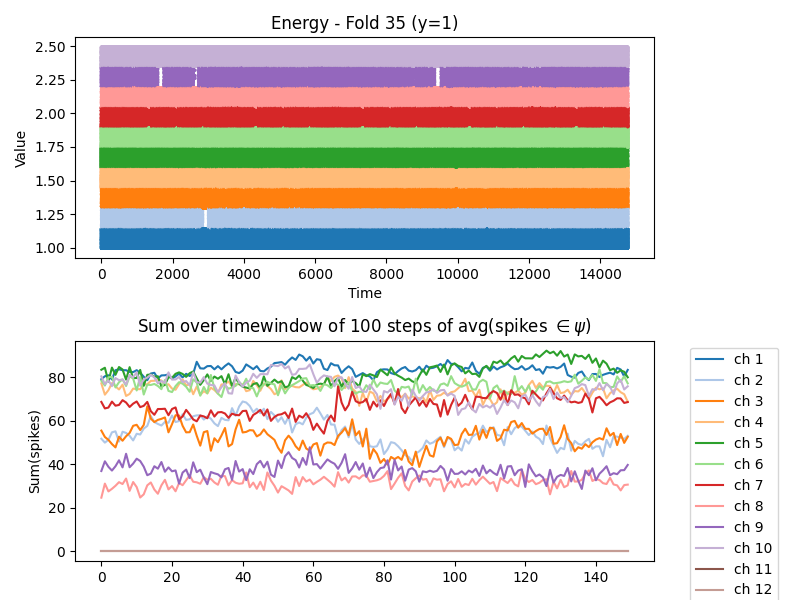 Energy - Fold 35 (y=1)
2.50
2.25
2.00
1.75
1.50
1.25
1.00
Value
0 2000 4000 6000 8000 10000 12000 14000
Time
Sum over timewindow of 100 steps of avg(spikes ∈ ψ)
80
60
40
20
0
Sum(spikes)
0 20 40 60 80 100 120 140
ch 1
ch 2
ch 3
ch 4
ch 5
ch 6
ch 7
ch 8
ch 9
ch 10
ch 11
ch 12